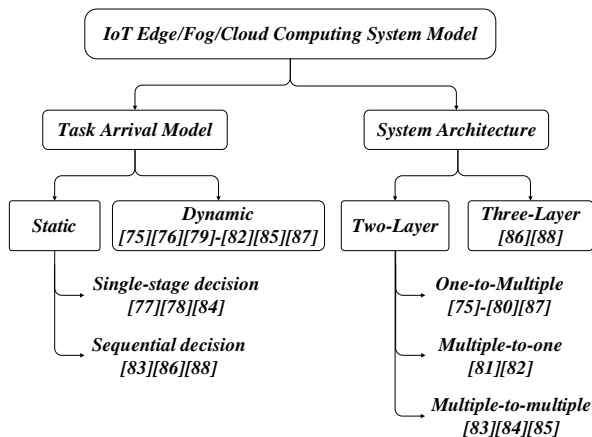 IoT Edge/Fog/Cloud Computing System Model
Task Arrival Model
System Architecture
Static
Dynamic
[75][76][79]-[82][85][87]
Two-Layer
Three-Layer
[86][88]
Single-stage decision
[77][78][84]
Sequential decision
[83][86][88]
One-to-Multiple
[75]-[80][87]
Multiple-to-one
[81][82]
Multiple-to-multiple
[83][84][85]